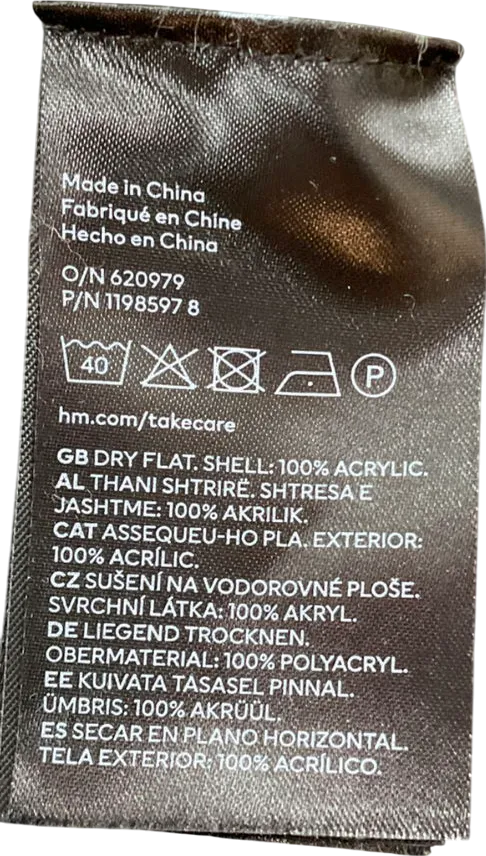 Made in China
Fabriqué en Chine
Hecho en China
O/N 620979
P/N 1198597 8
40
P
hm.com/takecare
GB DRY FLAT. SHELL: 100% ACRYLIC.
AL THANI SHTRIRË. SHTRESA E
JASHTME: 100% AKRILIK.
CAT ASSEQUEU-HO PLA. EXTERIOR:
100% ACRÍLIC.
CZ SUŠENÍ NA VODOROVNÉ PLOŠE.
SVRCHNÍ LÁTKA: 100% AKRYL.
DE LIEGEND TROCKNEN.
OBERMATERIAL: 100% POLYACRYL.
EE KUIVATA TASASEL PINNAL.
ÜMBRIS: 100% AKRÜÜL.
ES SECAR EN PLANO HORIZONTAL.
TELA EXTERIOR: 100% ACRÍLICO.